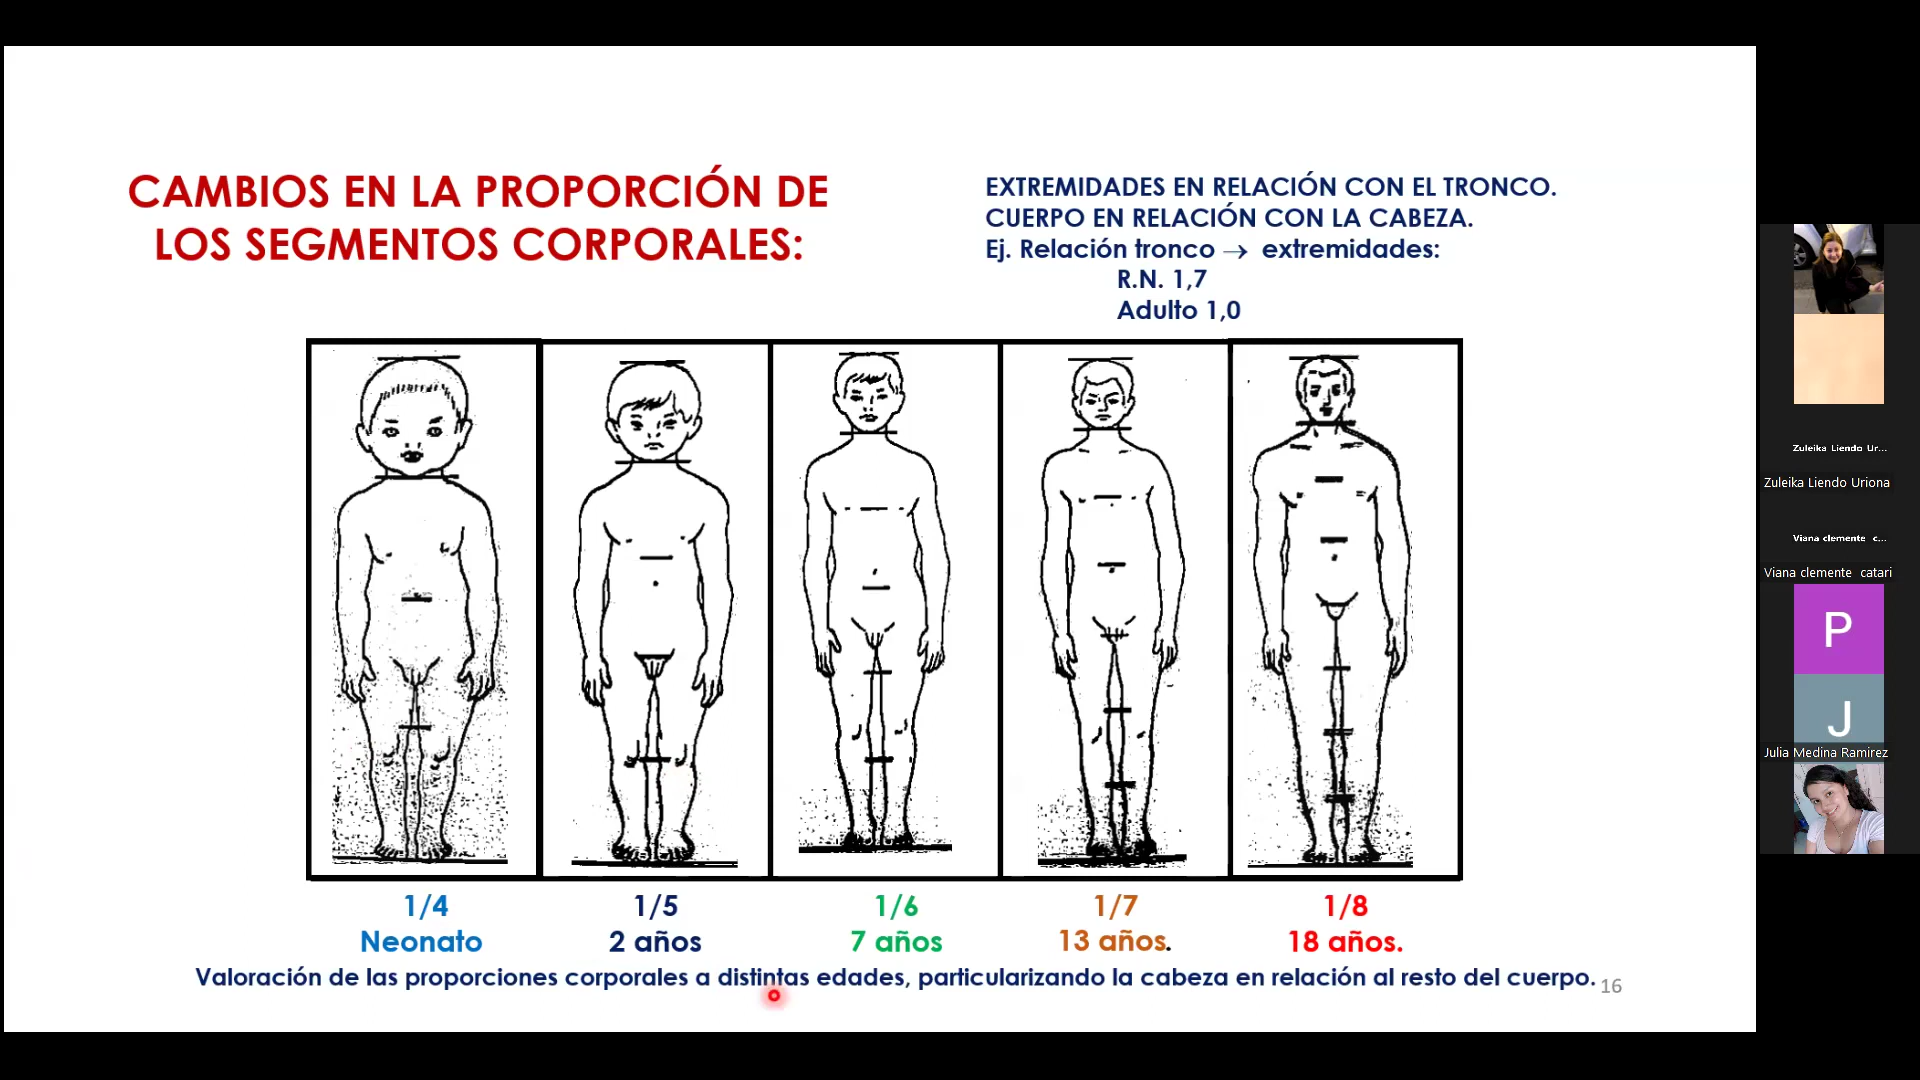 CAMBIOS EN LA PROPORCIÓN DE
LOS SEGMENTOS CORPORALES:
EXTREMIDADES EN RELACIÓN CON EL TRONCO.
CUERPO EN RELACIÓN CON LA CABEZA.
Ej. Relación tronco → extremidades:
R.N. 1,7
Adulto 1,0
1/4
Neonato
1/5
2 años
1/6
7 años
1/7
13 años.
1/8
18 años.
Valoración de las proporciones corporales a distintas edades, particularizando la cabeza en relación al resto del cuerpo.
16
Zuleika Liendo Ur...
Zuleika Liendo Uriona
Viana clemente c...
Viana clemente catari
P
J
Julia Medina Ramirez